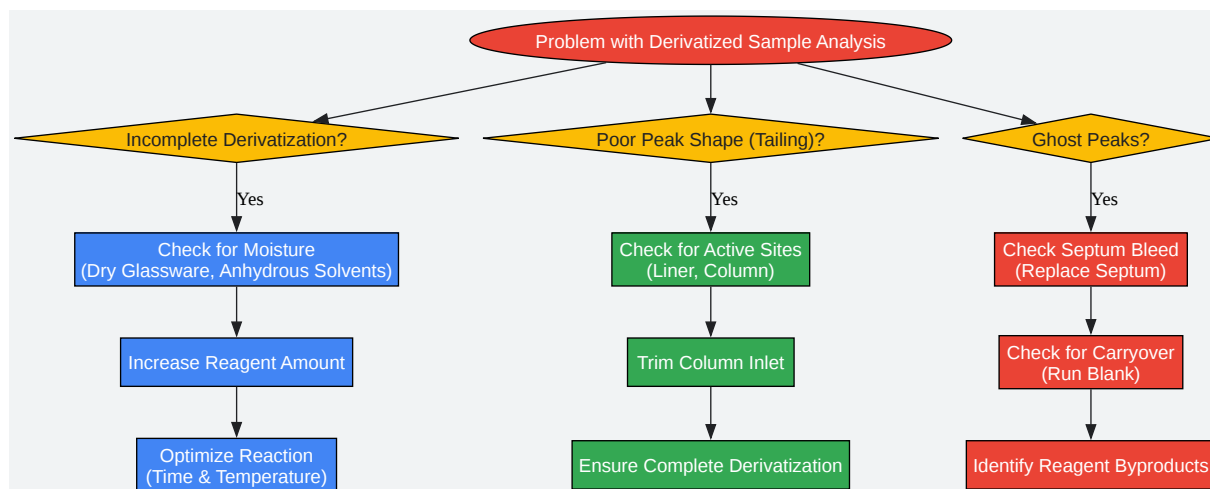 Problem with Derivatized Sample Analysis
Incomplete Derivatization?
Poor Peak Shape (Tailing)?
Ghost Peaks?
Yes
Yes
Yes
Check for Moisture
(Dry Glassware, Anhydrous Solvents)
Check for Active Sites
(Liner, Column)
Check Septum Bleed
(Replace Septum)
Increase Reagent Amount
Trim Column Inlet
Check for Carryover
(Run Blank)
Optimize Reaction
(Time & Temperature)
Ensure Complete Derivatization
Identify Reagent Byproducts